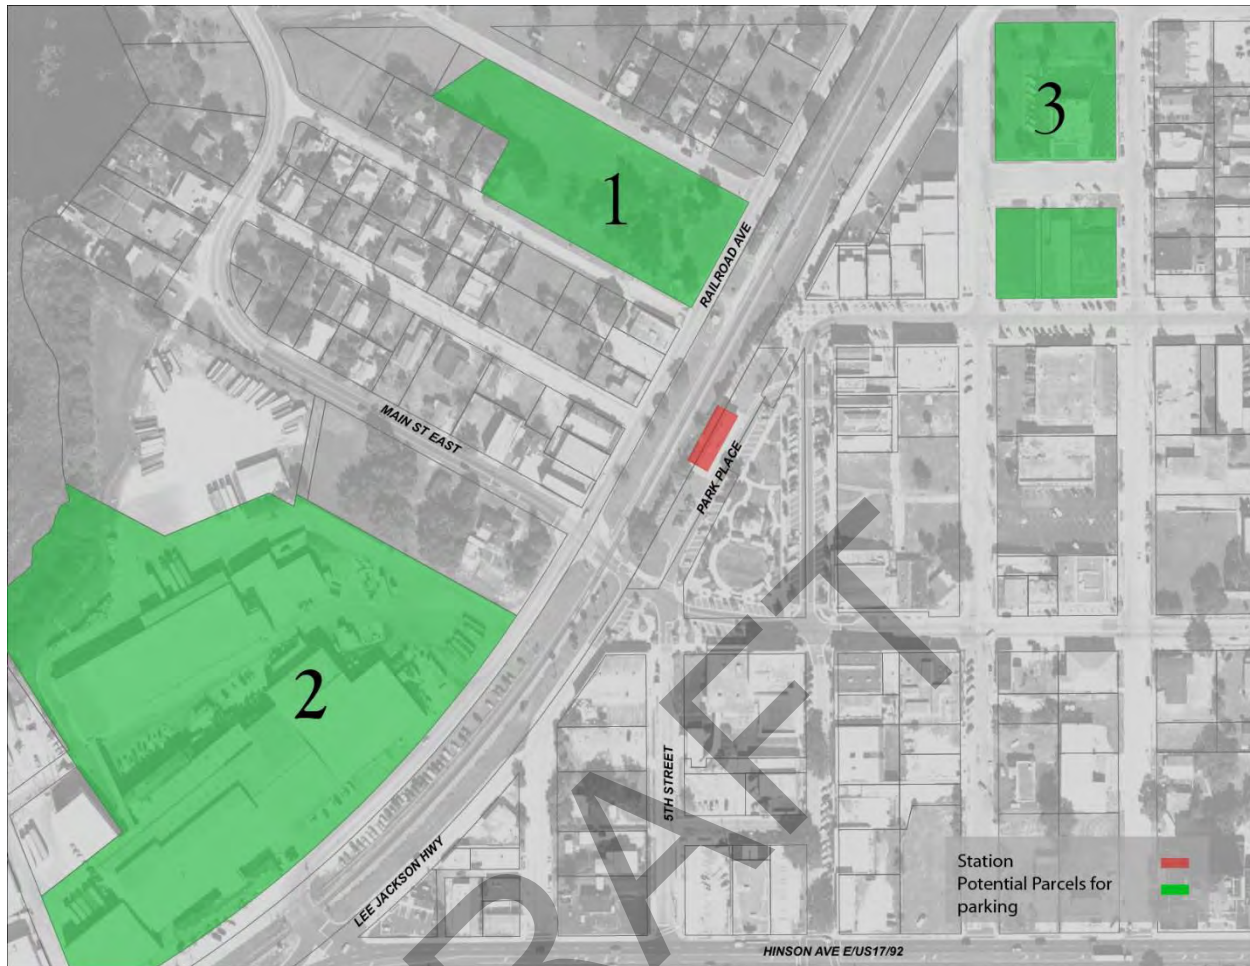 3
1
RAILROAD AVE
MAIN ST EAST
PARK PLACE
2
5TH STREET
LEE JACKSON HWY
Station
Potential Parcels for
parking
HINSON AVE E/US17/92
DRAFT